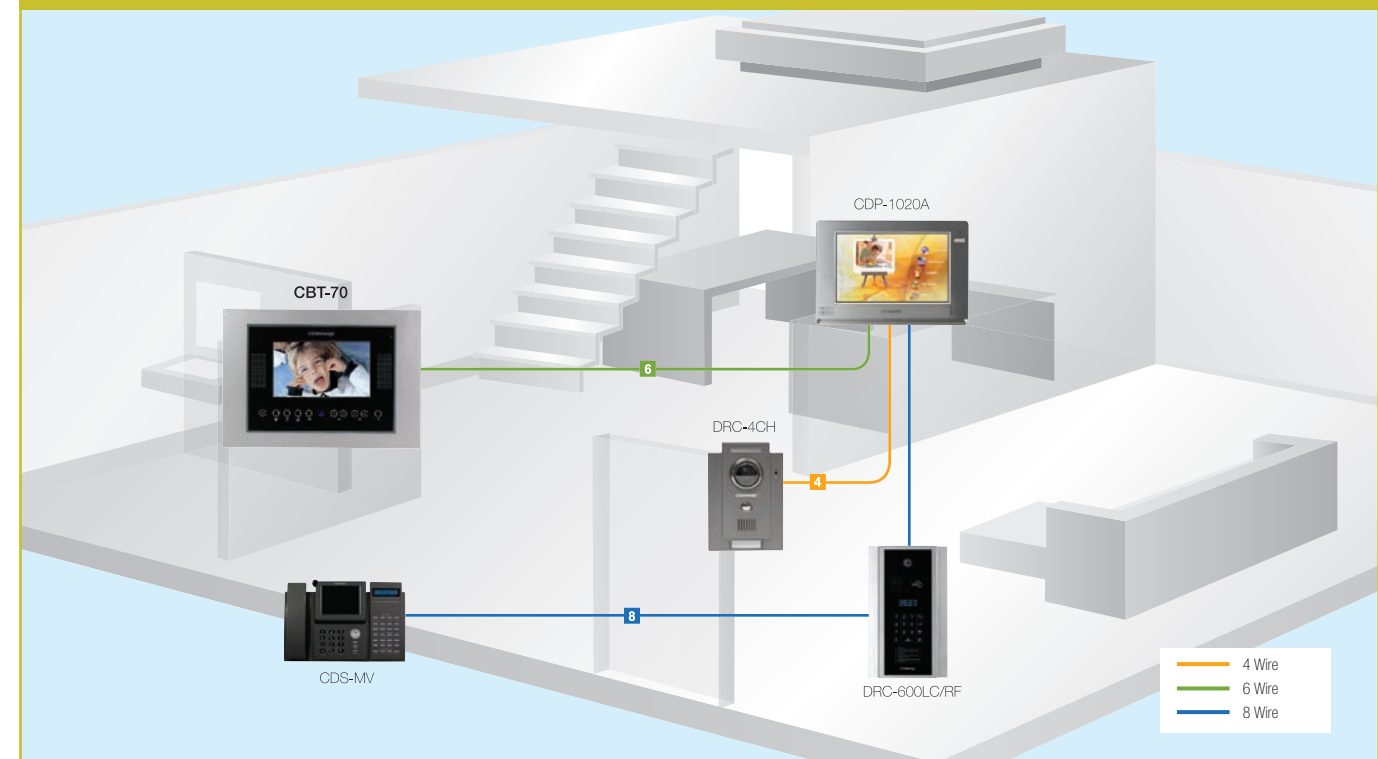 CDP-1020A
CBT-70
6
DRC-4CH
4
8
CDS-MV
DRC-600LC/RF
4 Wire
6 Wire
8 Wire